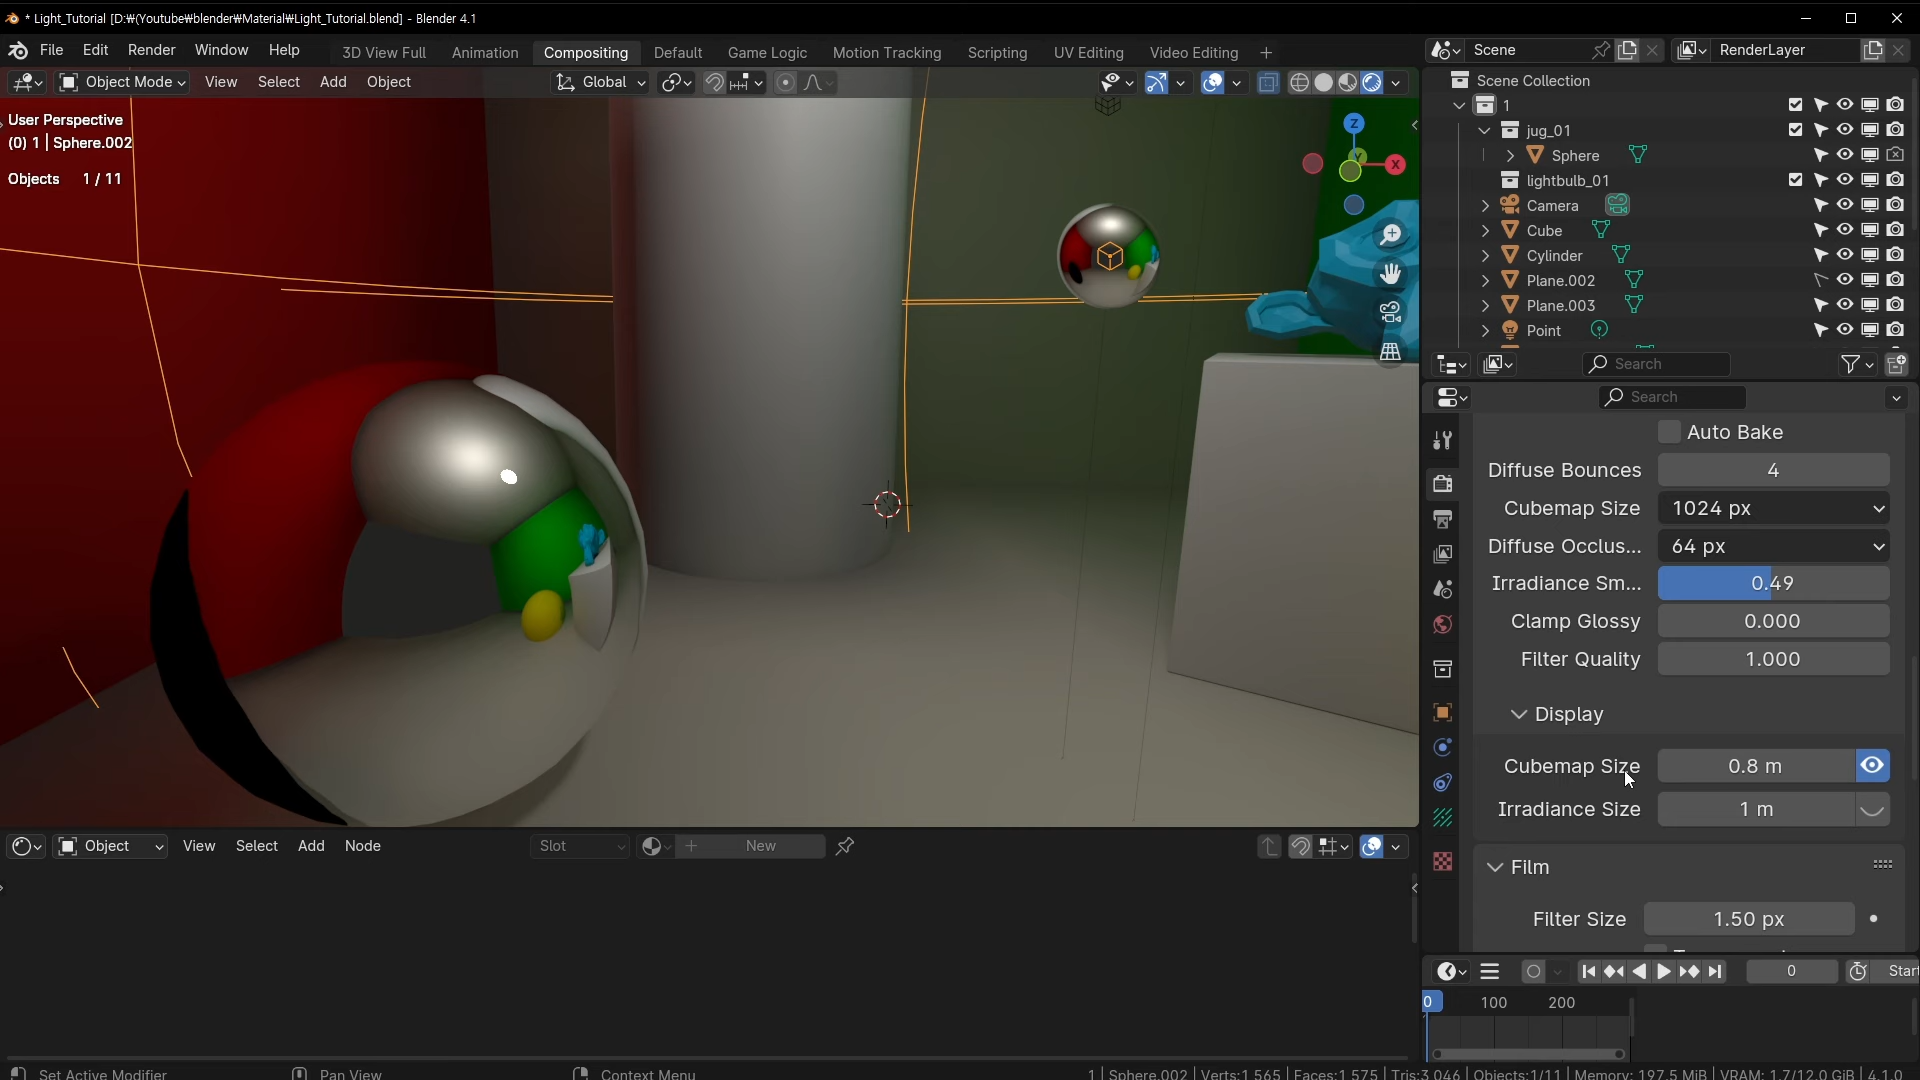 * Light_Tutorial [D:₩(Youtube₩blender₩Material₩Light_Tutorial.blend] - Blender 4.1
File Edit Render Window Help
3D View Full Animation Compositing Default Game Logic Motion Tracking Scripting UV Editing Video Editing +
Scene
RenderLayer
Object Mode View Select Add Object
Global
User Perspective
(0) 1 | Sphere.002
Objects 1 / 11
Z
Y
X
Scene Collection
1
jug_01
Sphere
lightbulb_01
Camera
Cube
Cylinder
Plane.002
Plane.003
Point
Search
Search
Auto Bake
Diffuse Bounces 4
Cubemap Size 1024 px
Diffuse Occlus... 64 px
Irradiance Sm... 0.49
Clamp Glossy 0.000
Filter Quality 1.000
Display
Cubemap Size 0.8 m
Irradiance Size 1 m
Film
Filter Size 1.50 px
Object View Select Add Node
Slot
New
0
Start
0 100 200
Set Active Modifier
Pan View
Context Menu
1 | Sphere.002 | Verts:1,565 | Faces:1,575 | Tris:3,046 | Objects:1/11 | Memory: 197.5 MiB | VRAM: 1.7/12.0 GiB | 4.1.0